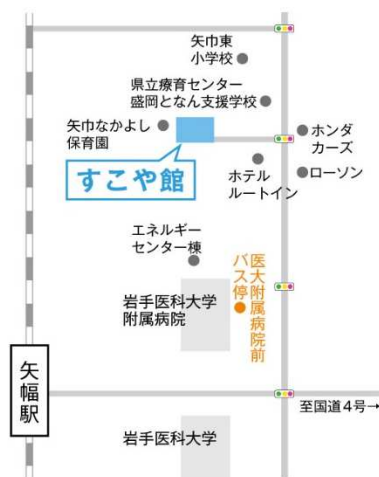 矢巾東
小学校
県立療育センター
盛岡となん支援学校
矢巾なかよし
保育園
ホンダ
カーズ
すこや館
ホテル
ルートイン
ローソン
エネルギー
センター棟
医大附属病院前
バス停
岩手医科大学
附属病院
矢幅駅
至国道4号→
岩手医科大学